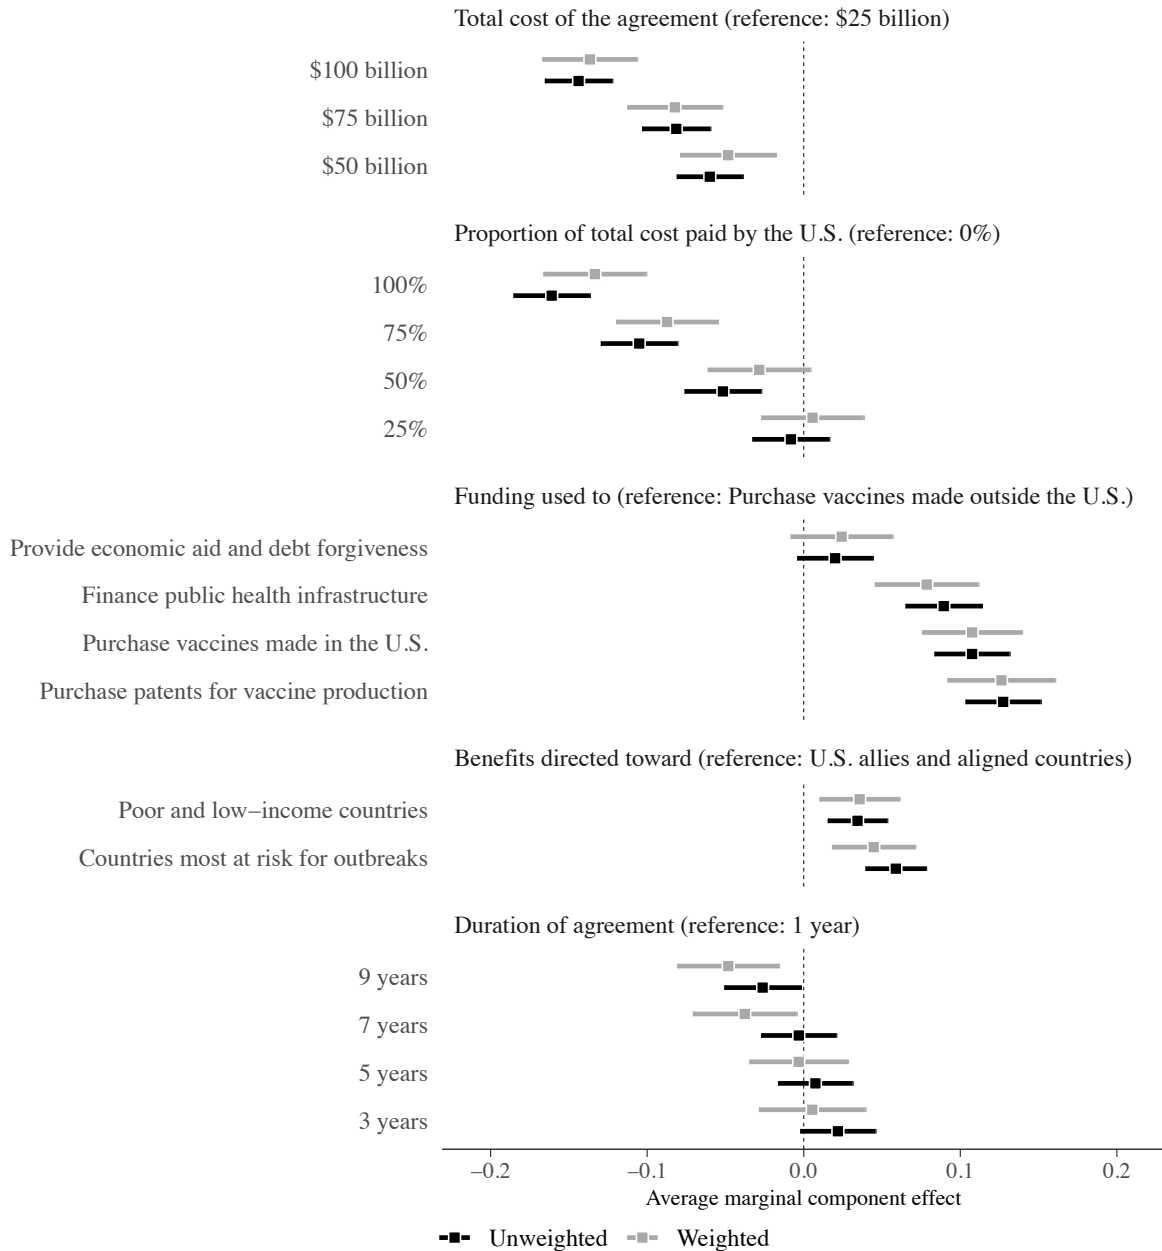 Total cost of the agreement (reference: $25 billion)
$100 billion
$75 billion
$50 billion
Proportion of total cost paid by the U.S. (reference: 0%)
100%
75%
50%
25%
Funding used to (reference: Purchase vaccines made outside the U.S.)
Provide economic aid and debt forgiveness
Finance public health infrastructure
Purchase vaccines made in the U.S.
Purchase patents for vaccine production
Benefits directed toward (reference: U.S. allies and aligned countries)
Poor and low−income countries
Countries most at risk for outbreaks
Duration of agreement (reference: 1 year)
9 years
7 years
5 years
3 years
−0.2 −0.1 0.0 0.1 0.2
Average marginal component effect
Unweighted Weighted